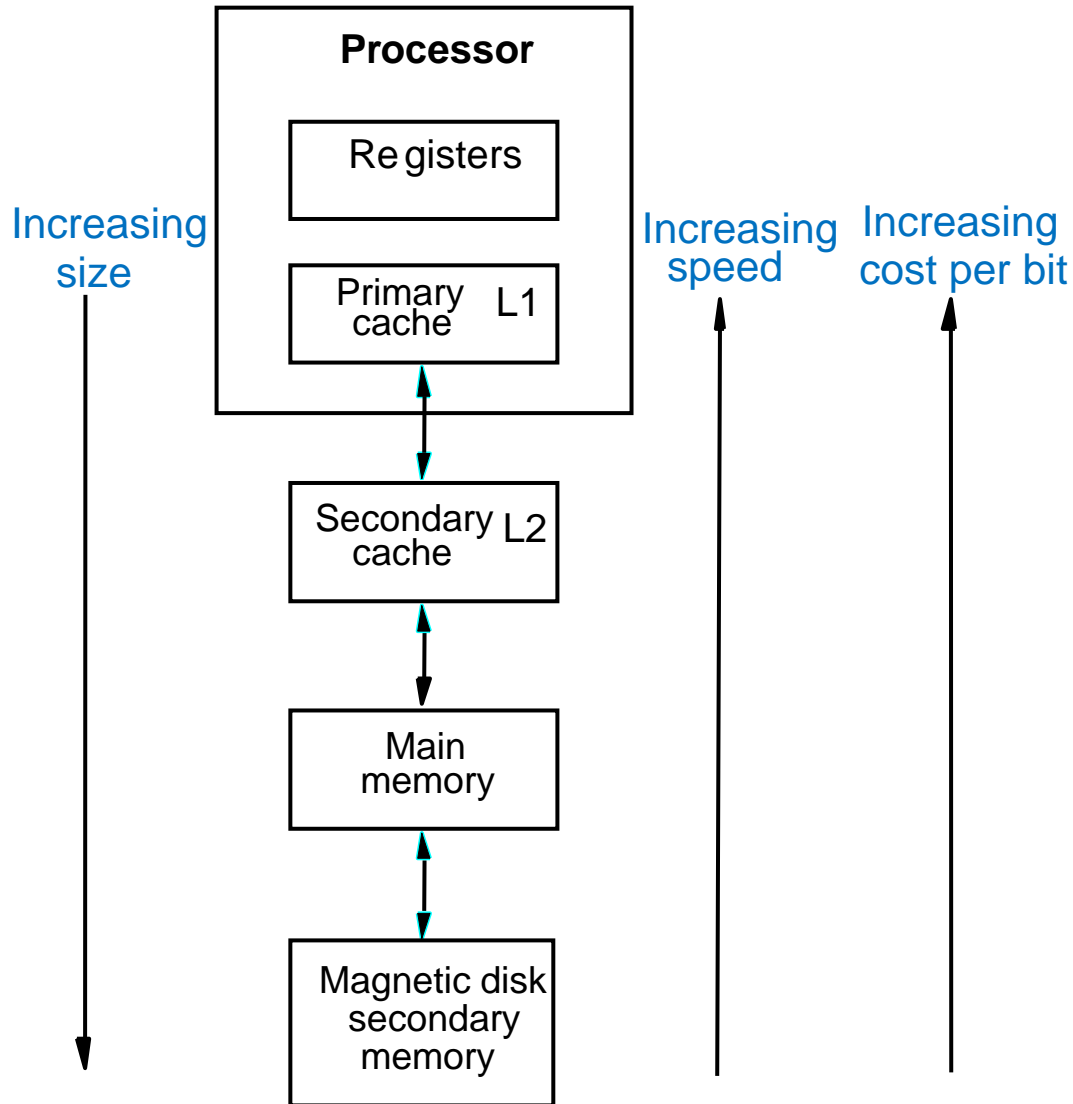 Processor
Registers
Increasing
size
Increasing
speed
Increasing
cost per bit
Primary
cache
L1
Secondary
cache
L2
Main
memory
Magnetic disk
secondary
memory